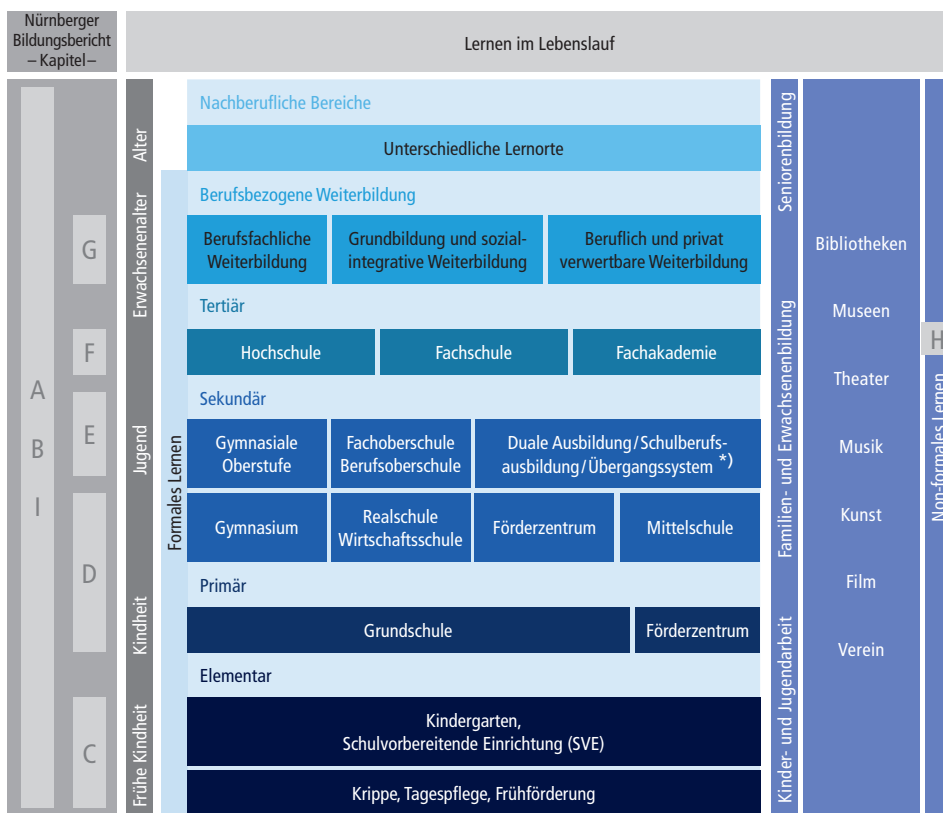 Nürnberger
Bildungsbericht
– Kapitel –
Lernen im Lebenslauf
A
B
I
G
F
E
D
C
Alter
Erwachsenenalter
Jugend
Kindheit
Frühe Kindheit
Formales Lernen
Nachberufliche Bereiche
Unterschiedliche Lernorte
Berufsbezogene Weiterbildung
Berufsfachliche
Weiterbildung
Grundbildung und sozial-
integrative Weiterbildung
Beruflich und privat
verwertbare Weiterbildung
Tertiär
Hochschule
Fachschule
Fachakademie
Sekundär
Gymnasiale
Oberstufe
Fachoberschule
Berufsoberschule
Duale Ausbildung/Schulberufs-
ausbildung/Übergangssystem *)
Gymnasium
Realschule
Wirtschaftsschule
Förderzentrum
Mittelschule
Primär
Grundschule
Förderzentrum
Elementar
Kindergarten,
Schulvorbereitende Einrichtung (SVE)
Krippe, Tagespflege, Frühförderung
Seniorenbildung
Familien- und Erwachsenenbildung
Kinder- und Jugendarbeit
Bibliotheken
Museen
Theater
Musik
Kunst
Film
Verein
H
Non-formales Lernen